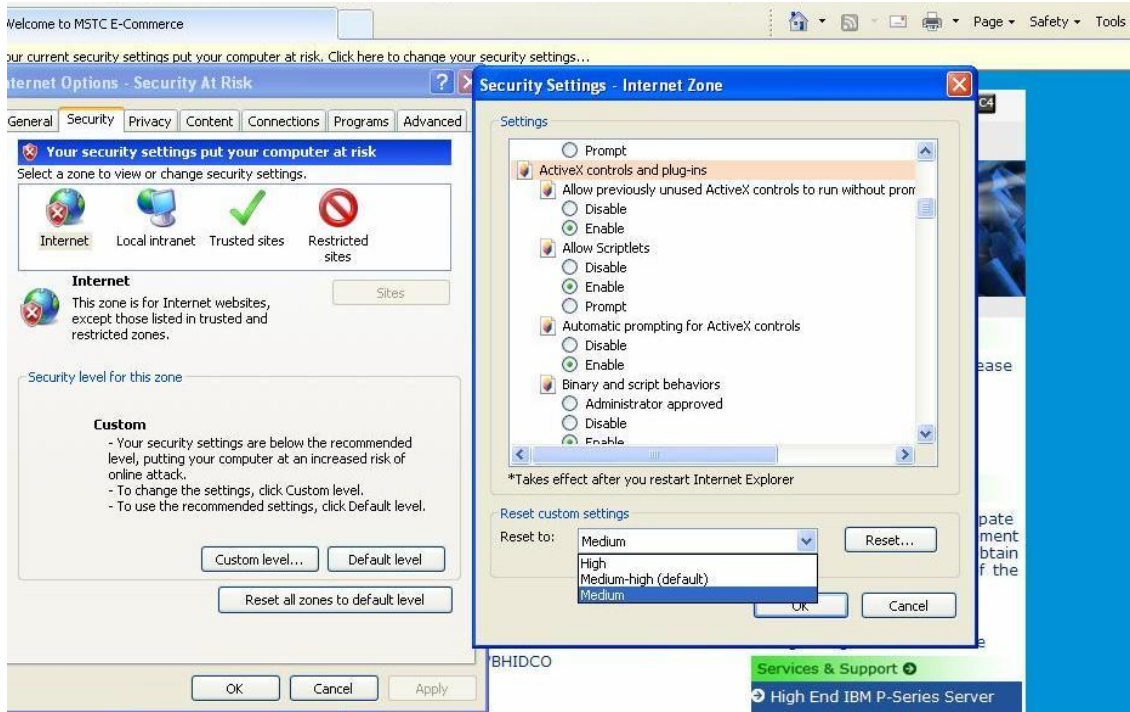 Welcome to MSTC E-Commerce
Page
Safety
Tools
our current security settings put your computer at risk. Click here to change your security settings...
nternet Options - Security At Risk
General
Security
Privacy
Content
Connections
Programs
Advanced
Your security settings put your computer at risk
Select a zone to view or change security settings.
Internet
Local intranet
Trusted sites
Restricted
sites
Internet
This zone is for Internet websites,
except those listed in trusted and
restricted zones.
Sites
Security level for this zone
Custom
- Your security settings are below the recommended
level, putting your computer at an increased risk of
online attack.
- To change the settings, click Custom level.
- To use the recommended settings, click Default level.
Custom level...
Default level
Reset all zones to default level
OK
Cancel
Apply
Security Settings - Internet Zone
Settings
Prompt
ActiveX controls and plug-ins
Allow previously unused ActiveX controls to run without prom
Disable
Enable
Allow Scriptlets
Disable
Enable
Prompt
Automatic prompting for ActiveX controls
Disable
Enable
Binary and script behaviors
Administrator approved
Disable
Enable
*Takes effect after you restart Internet Explorer
Reset custom settings
Reset to:
Medium
Reset...
High
Medium-high (default)
Medium
OK
Cancel
C4
ease
pate
ment
btain
f the
e
BHIDCO
Services & Support
High End IBM P-Series Server